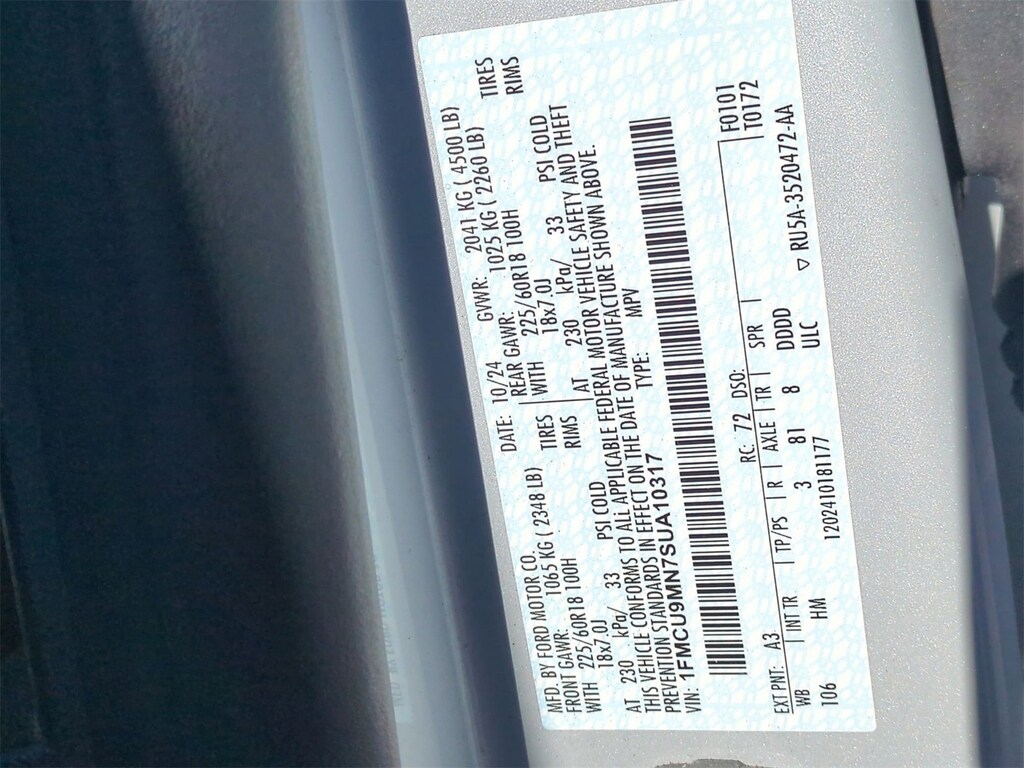 MFD. BY FORD MOTOR CO. DATE: 10/24 GVWR: 2041 KG ( 4500 LB)
FRONT GAWR: 1065 KG ( 2348 LB) REAR GAWR: 1025 KG ( 2260 LB)
WITH 225/60R18 100H TIRES WITH 225/60R18 100H TIRES
18x7.0J RIMS 18x7.0J RIMS
AT 230 kPa/ 33 PSI COLD AT 230 kPa/ 33 PSI COLD
THIS VEHICLE CONFORMS TO ALL APPLICABLE FEDERAL MOTOR VEHICLE SAFETY AND THEFT
PREVENTION STANDARDS IN EFFECT ON THE DATE OF MANUFACTURE SHOWN ABOVE.
VIN: 1FMCU9MN7SUA10317 TYPE: MPV
F0101
T0172
EXT PNT: A3 RC: 72 DSO:
WB INT TR TP/PS R AXLE TR SPR
106 HM 3 81 8 DDDD
1202410181177 ULC
▽ RU5A-3520472-AA